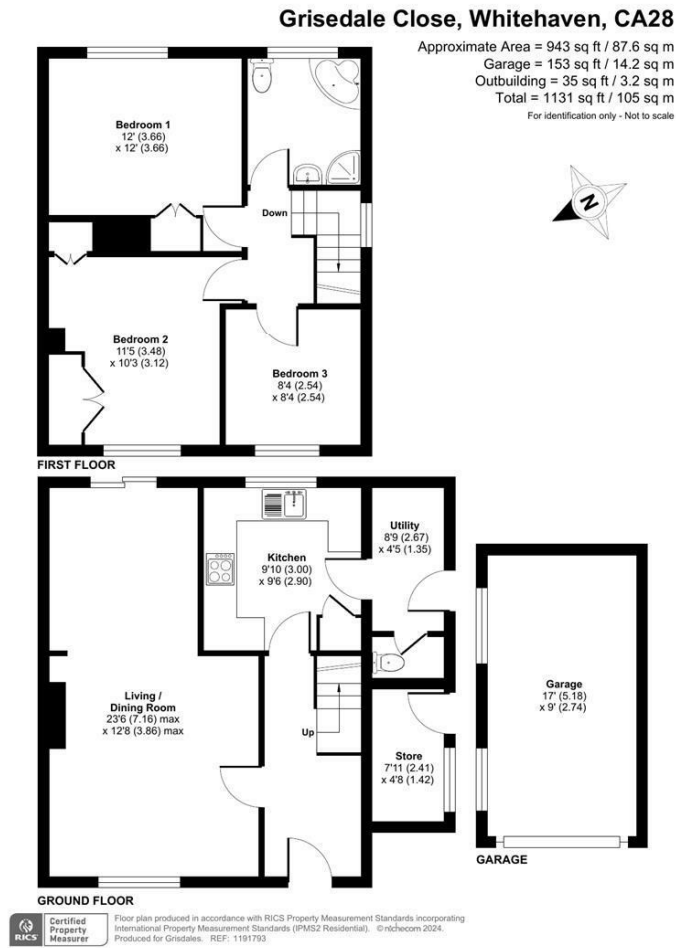 Grisedale Close, Whitehaven, CA28
Approximate Area = 943 sq ft / 87.6 sq m
Garage = 153 sq ft / 14.2 sq m
Outbuilding = 35 sq ft / 3.2 sq m
Total = 1131 sq ft / 105 sq m
For identification only - Not to scale
Bedroom 1
12' (3.66)
x 12' (3.66)
N
Down
Bedroom 2
11'5 (3.48)
x 10'3 (3.12)
Bedroom 3
8'4 (2.54)
x 8'4 (2.54)
FIRST FLOOR
Utility
8'9 (2.67)
x 4'5 (1.35)
Kitchen
9'10 (3.00)
x 9'6 (2.90)
Living /
Dining Room
23'6 (7.16) max
x 12'8 (3.86) max
Up
Store
7'11 (2.41)
x 4'8 (1.42)
Garage
17' (5.18)
x 9' (2.74)
GARAGE
GROUND FLOOR
RICS
Certified
Property
Measurer
Floor plan produced in accordance with RICS Property Measurement Standards incorporating
International Property Measurement Standards (IPMS2 Residential). © nichecom 2024.
Produced for Grisdales. REF: 1191793